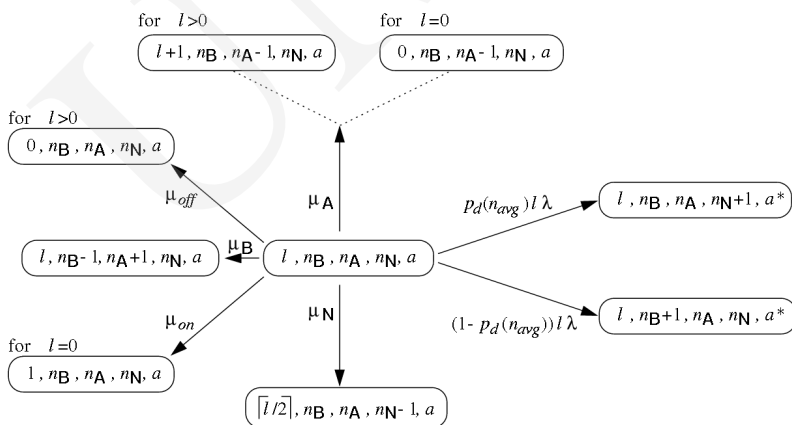 for l>0
for l=0
l+1, nB, nA−1, nN, a
0, nB, nA−1, nN, a
for l>0
0, nB, nA, nN, a
μoff
μA
pd(navg) l λ
l, nB, nA, nN+1, a*
l, nB−1, nA+1, nN, a
μB
l, nB, nA, nN, a
μon
μN
(1- pd(navg)) l λ
l, nB+1, nA, nN, a*
for l=0
1, nB, nA, nN, a
⌈l/2⌉, nB, nA, nN−1, a